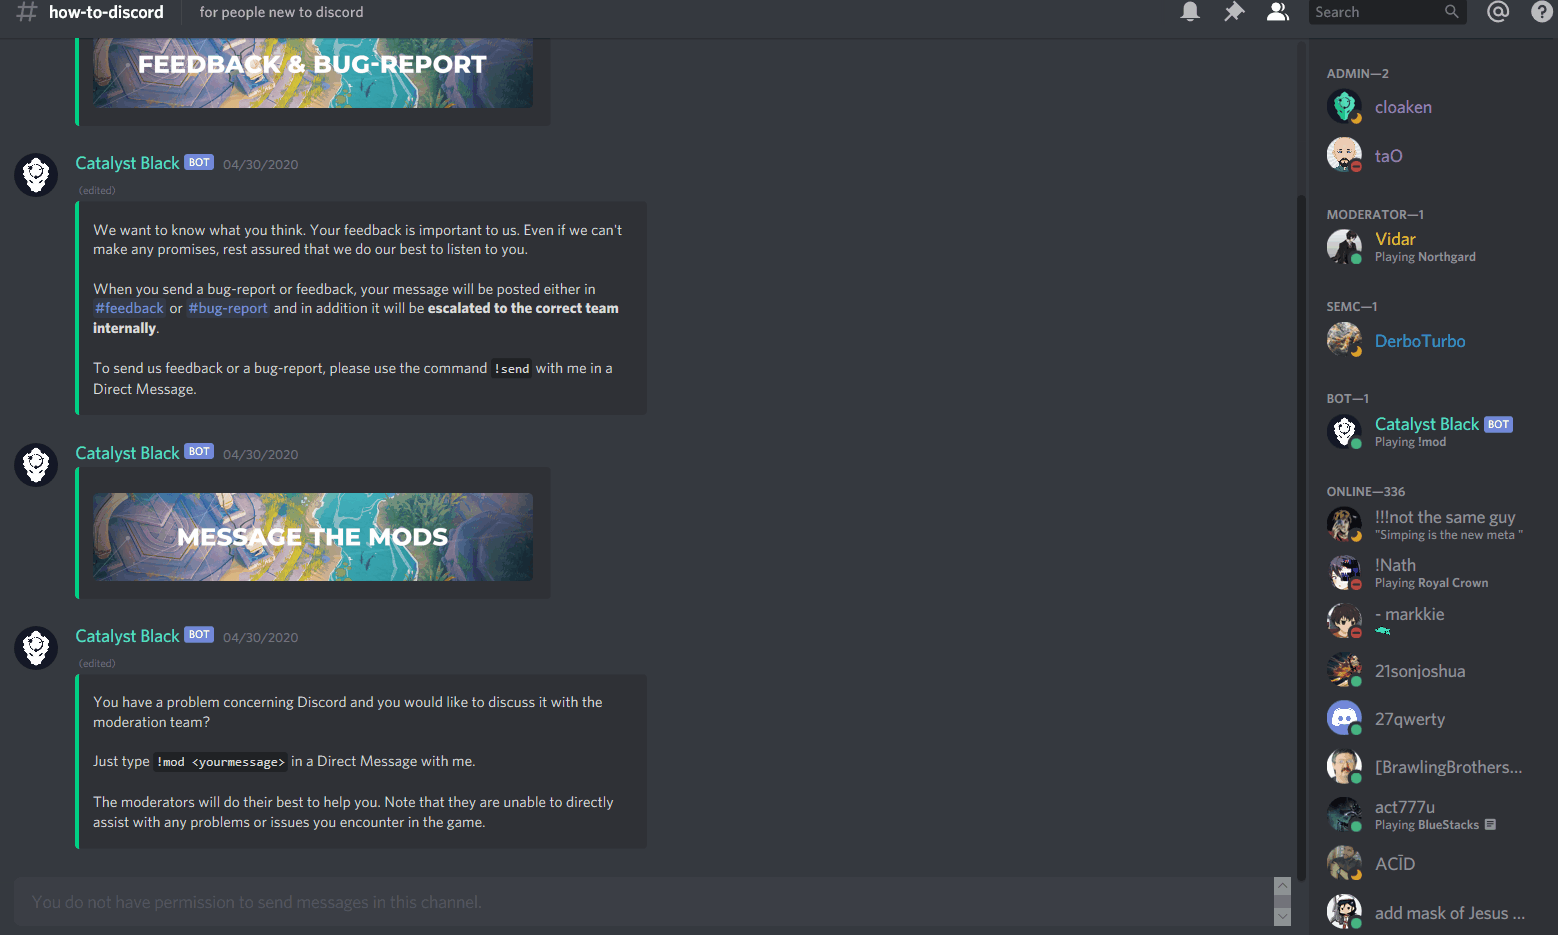 # how-to-discord for people new to discord
Search
FEEDBACK & BUG-REPORT
Catalyst Black BOT 04/30/2020
(edited)
We want to know what you think. Your feedback is important to us. Even if we can't
make any promises, rest assured that we do our best to listen to you.
When you send a bug-report or feedback, your message will be posted either in
#feedback or #bug-report and in addition it will be escalated to the correct team
internally.
To send us feedback or a bug-report, please use the command !send with me in a
Direct Message.
Catalyst Black BOT 04/30/2020
MESSAGE THE MODS
Catalyst Black BOT 04/30/2020
(edited)
You have a problem concerning Discord and you would like to discuss it with the
moderation team?
Just type !mod <yourmessage> in a Direct Message with me.
The moderators will do their best to help you. Note that they are unable to directly
assist with any problems or issues you encounter in the game.
You do not have permission to send messages in this channel.
ADMIN—2
cloaken
taO
MODERATOR—1
Vidar
Playing Northgard
SEMC—1
DerboTurbo
BOT—1
Catalyst Black BOT
Playing !mod
ONLINE—336
!!!not the same guy
"Simping is the new meta "
!Nath
Playing Royal Crown
- markkie
21sonjoshua
27qwerty
[BrawlingBrothers...
act777u
Playing BlueStacks
ACĪD
add mask of Jesus ...